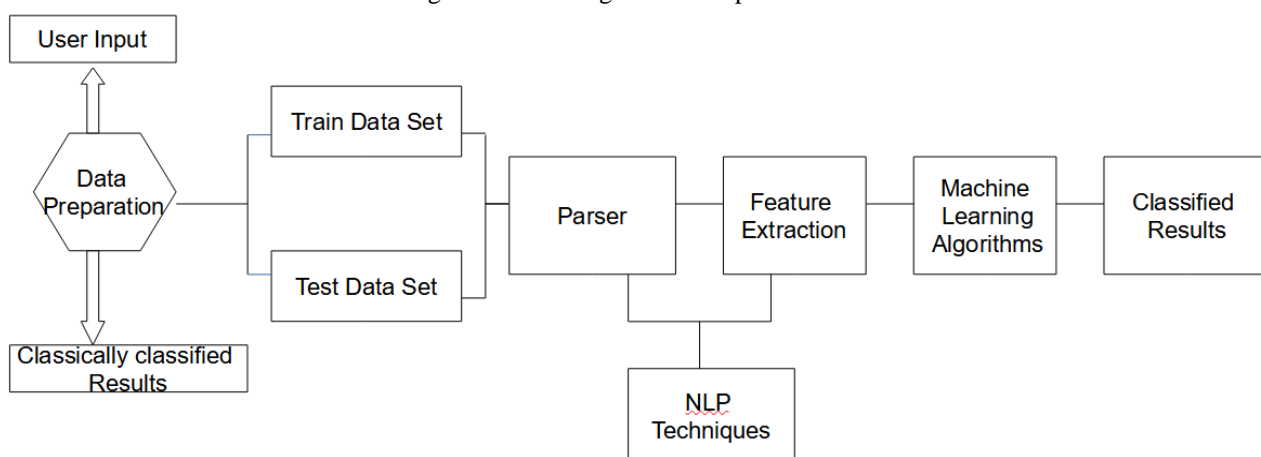 User Input
Data
Preparation
Classically classified
Results
Train Data Set
Test Data Set
Parser
Feature
Extraction
NLP
Techniques
Machine
Learning
Algorithms
Classified
Results